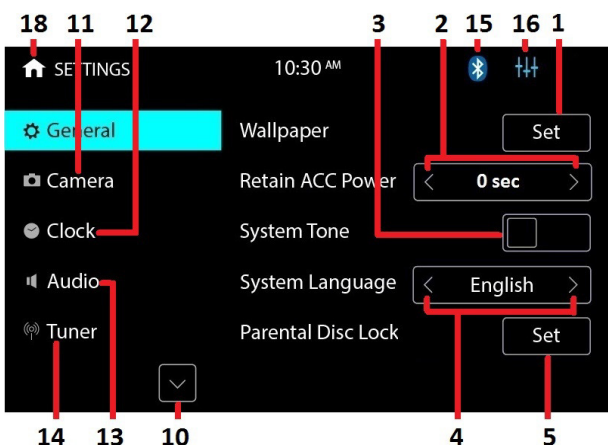 18 11 12 3 2 15 16 1
SETTINGS 10:30 AM
General Wallpaper Set
Camera Retain ACC Power 0 sec
Clock System Tone
Audio System Language English
Tuner Parental Disc Lock Set
14 13 10 4 5